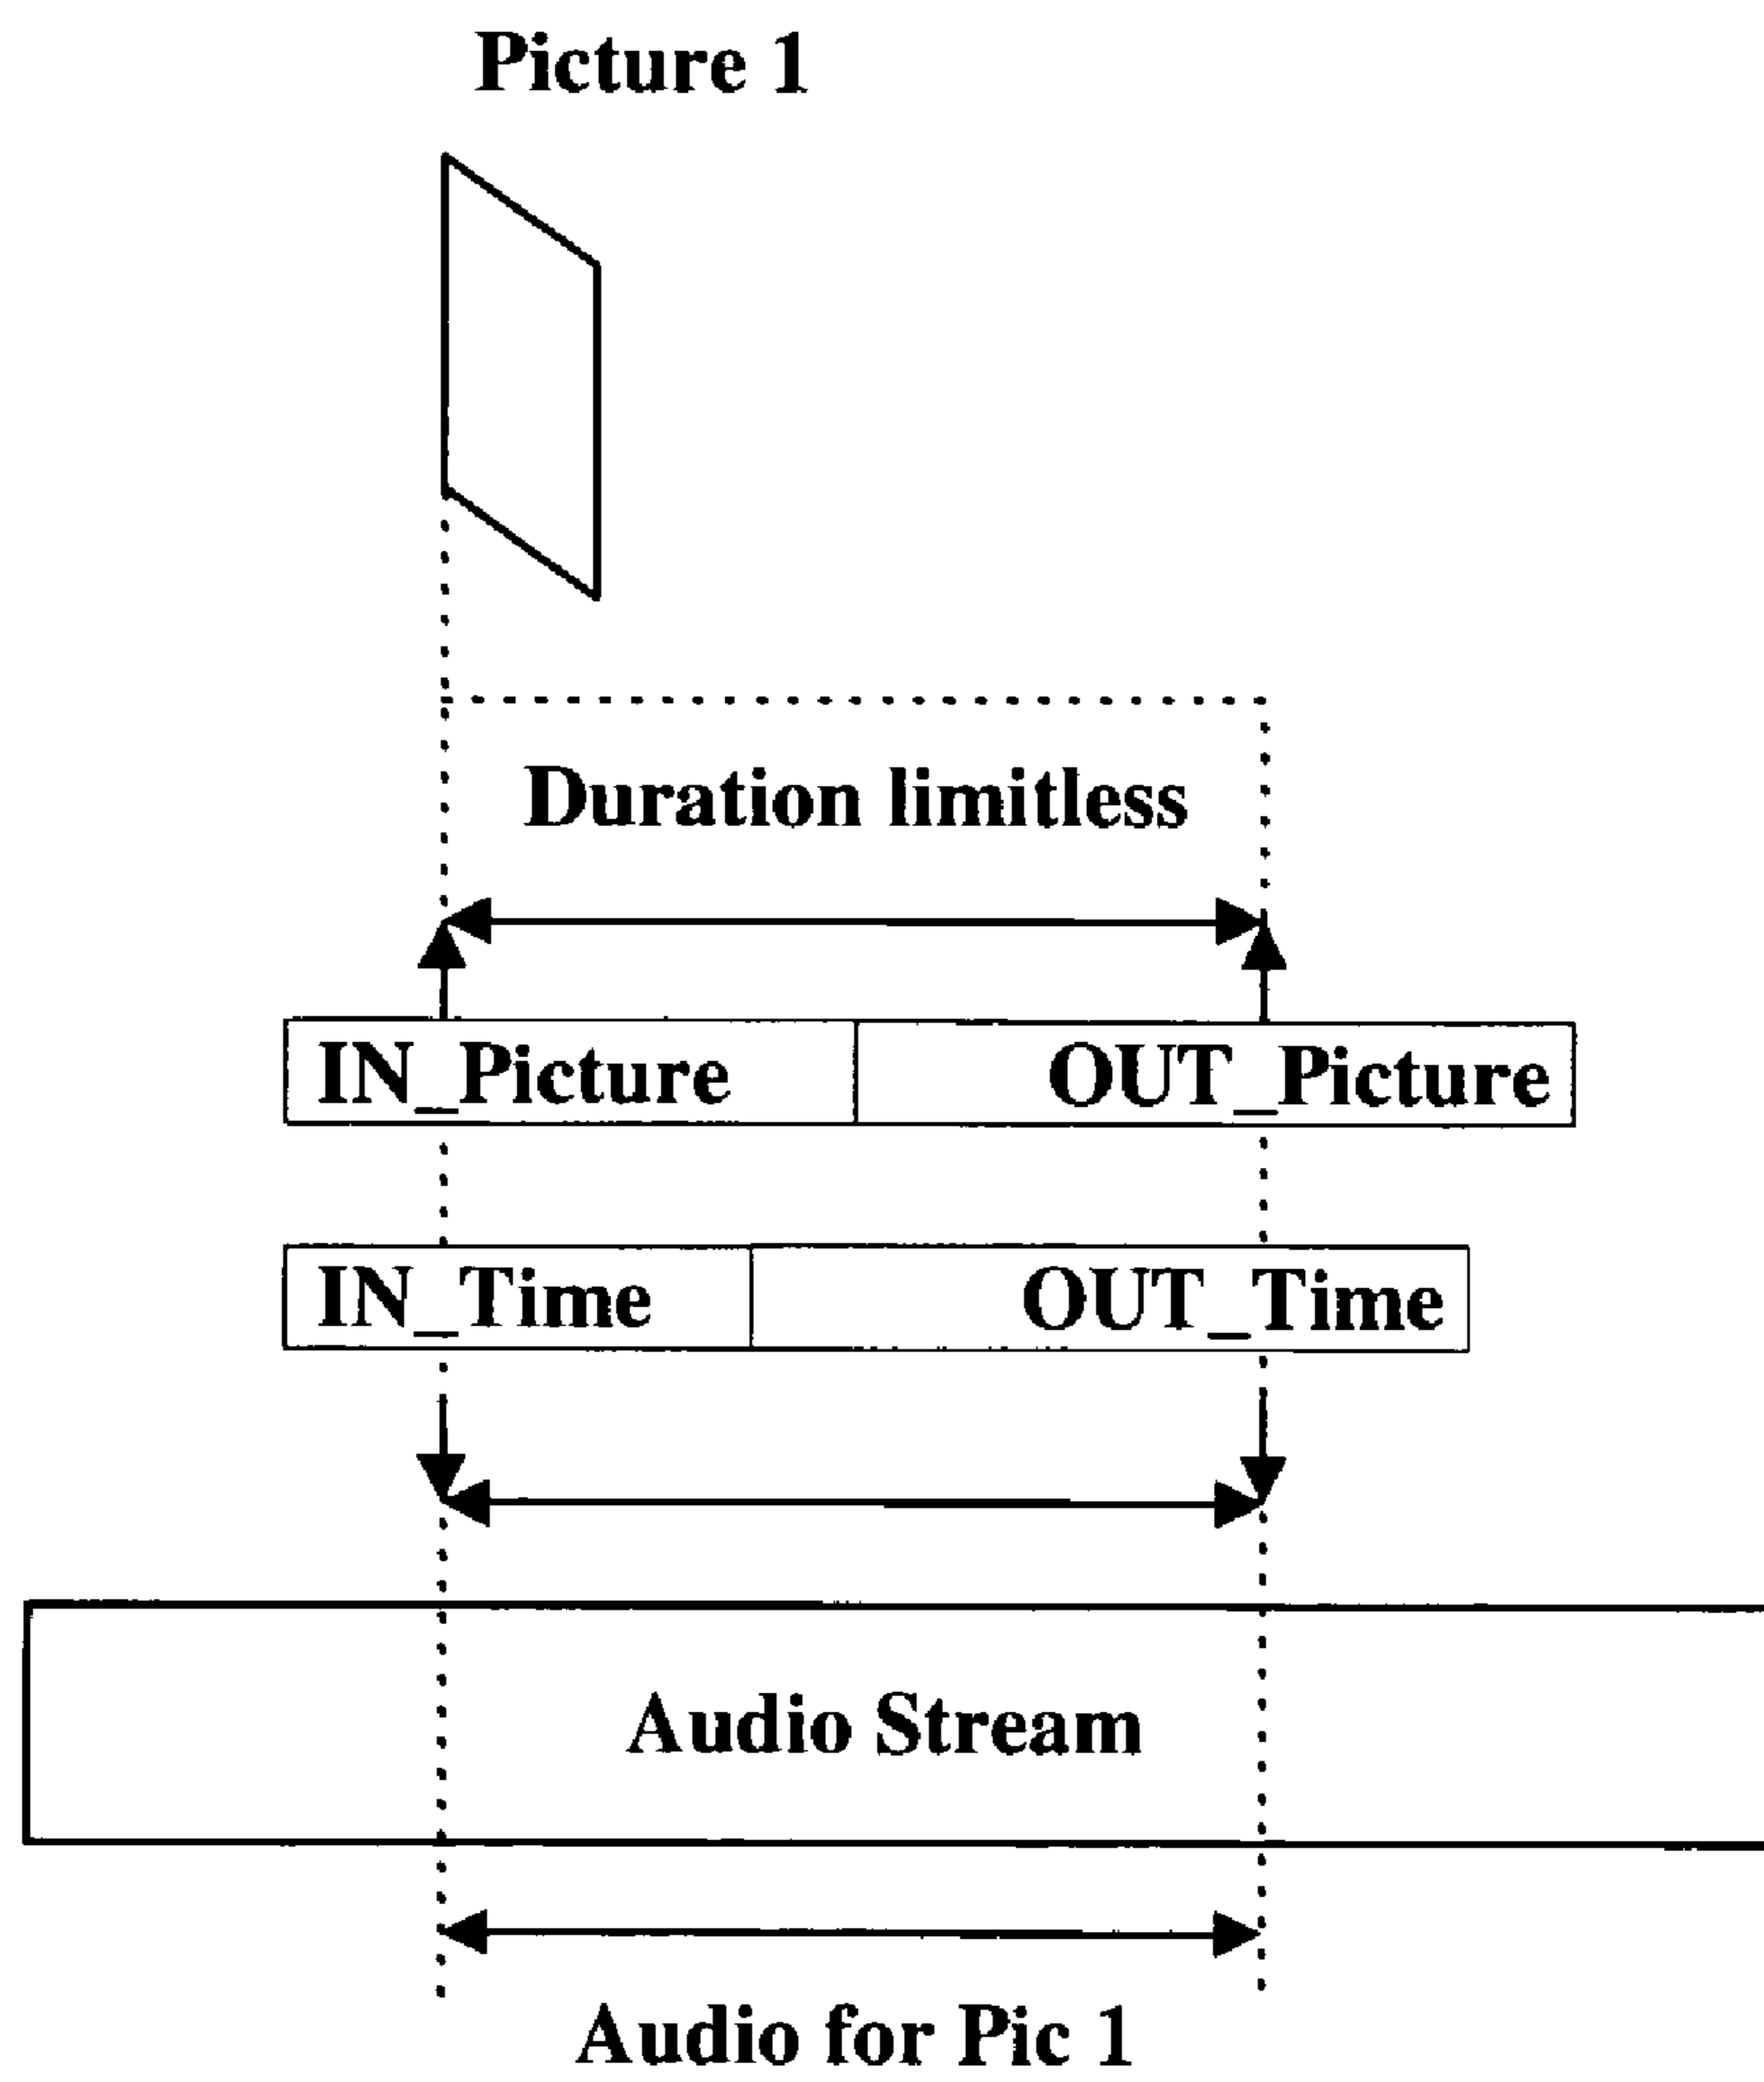 Picture 1
Duration limitless
IN_Picture OUT_Picture
IN_Time OUT_Time
Audio Stream
Audio for Pic 1